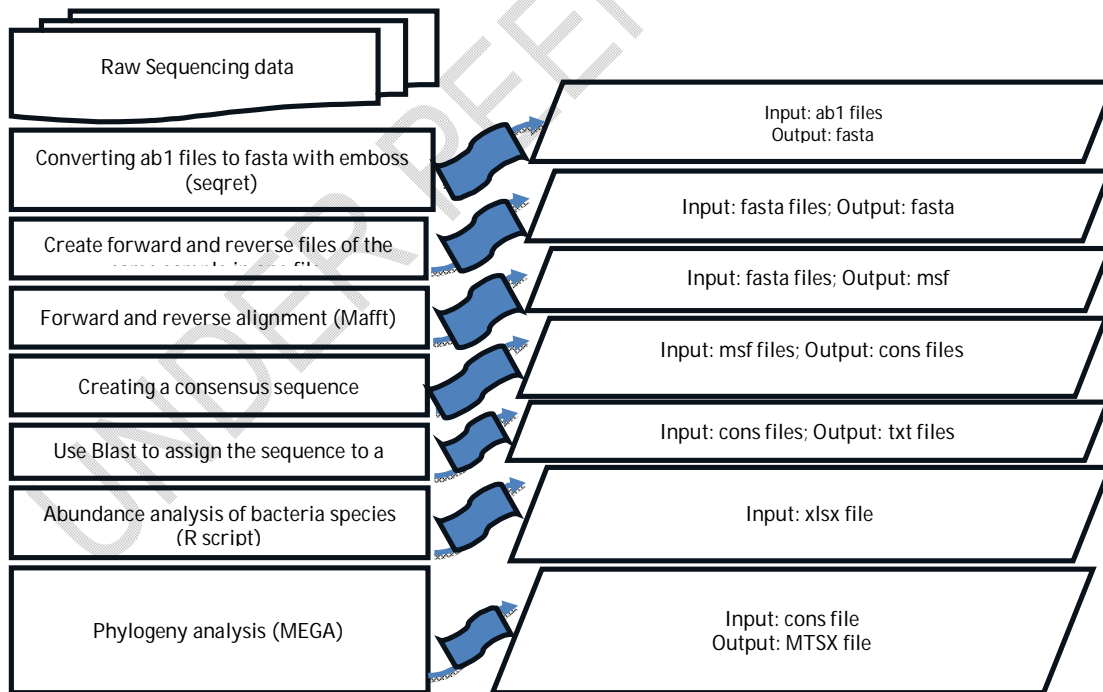 Raw Sequencing data
Input: ab1 files
Output: fasta
Converting ab1 files to fasta with emboss
(seqret)
Input: fasta files; Output: fasta
Create forward and reverse files of the
Input: fasta files; Output: msf
Forward and reverse alignment (Mafft)
Input: msf files; Output: cons files
Creating a consensus sequence
Input: cons files; Output: txt files
Use Blast to assign the sequence to a
Abundance analysis of bacteria species
(R script)
Input: xlsx file
Phylogeny analysis (MEGA)
Input: cons file
Output: MTSX file
UNDER PEER